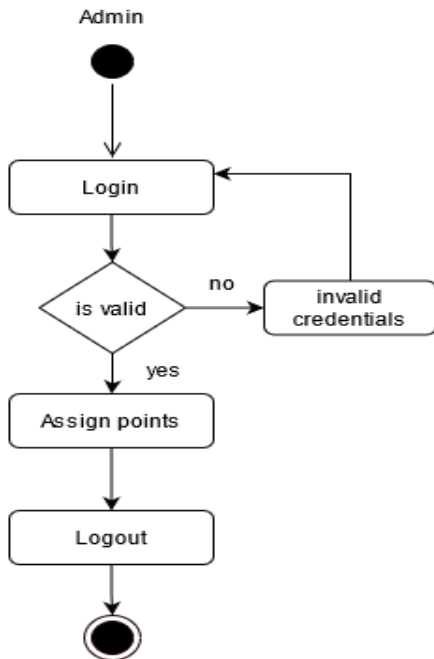 Admin
Login
is valid
no
invalid
credentials
yes
Assign points
Logout